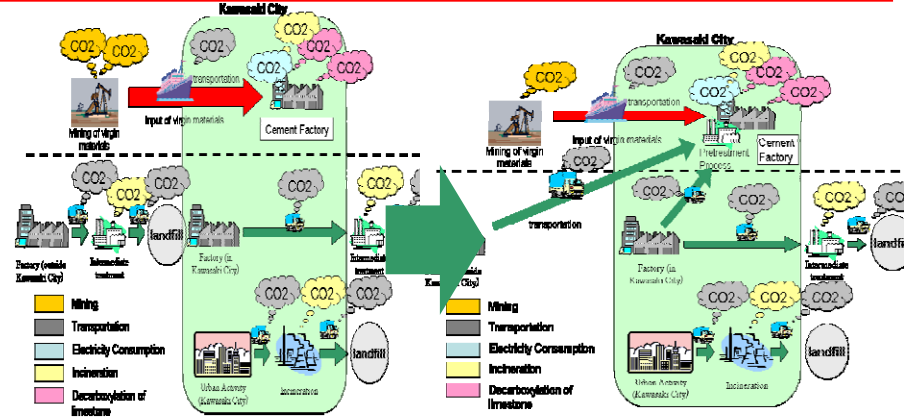 Kawasaki City
CO2
CO2
CO2
CO2
CO2
CO2
CO2
transportation
Input of virgin materials
Mining of virgin
materials
Cement Factory
CO2
CO2
CO2
CO2
CO2
landfill
Factory (outside
Kawasaki City)
Intermediate
treatment
Factory (in
Kawasaki City)
Intermediate
treatment
CO2
CO2
CO2
landfill
Urban Activity
(Kawasaki City)
Incineration
Mining
Transportation
Electricity Consumption
Incineration
Decarboxylation of
limestone
Kawasaki City
CO2
CO2
CO2
CO2
CO2
CO2
transportation
Input of virgin materials
Mining of virgin
materials
Pretreatment
Process
Cement
Factory
CO2
transportation
CO2
CO2
CO2
Kawasaki City)
Factory (in
Kawasaki City)
Intermediate
treatment
CO2
CO2
CO2
landfill
Urban Activity
(Kawasaki City)
Incineration
Mining
Transportation
Electricity Consumption
Incineration
Decarboxylation of
limestone